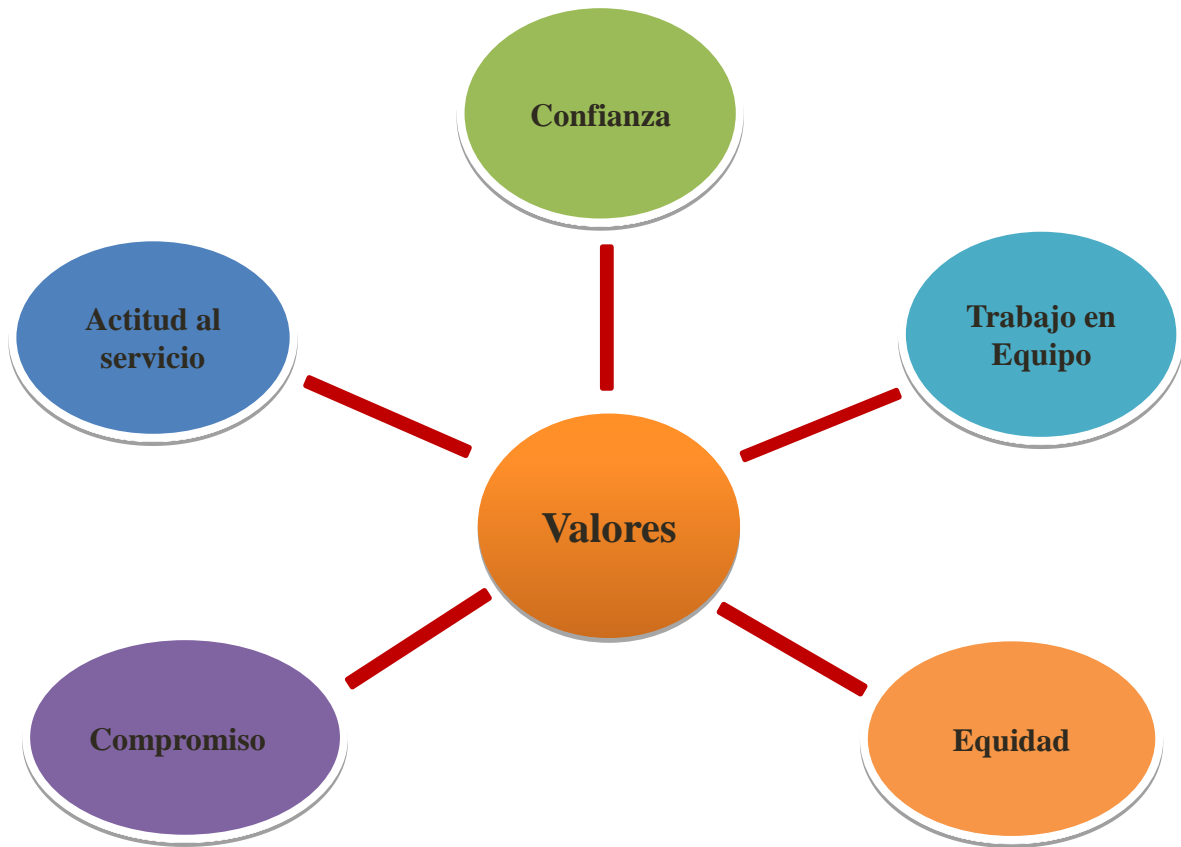 Confianza
Actitud al
servicio
Trabajo en
Equipo
Valores
Compromiso
Equidad